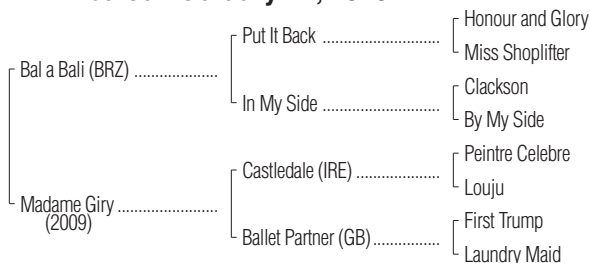 Honour and Glory
Put It Back ...........................
Miss Shoplifter
Bal a Bali (BRZ) ...................
Clackson
In My Side ...........................
By My Side
Peintre Celebre
Castledale (IRE) ...................
Louju
Madame Giry .......................
(2009)
First Trump
Ballet Partner (GB)...............
Laundry Maid